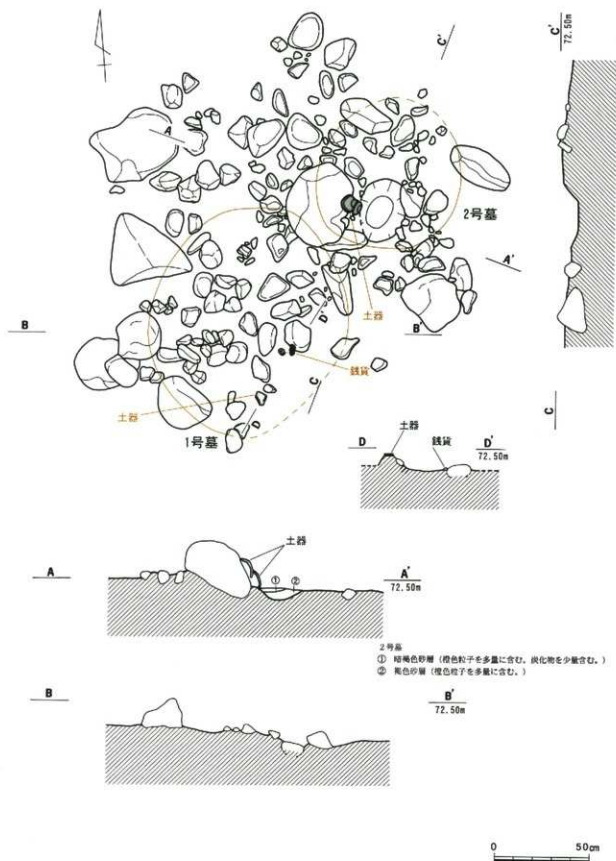 C'
72.50m
C'
A
2号墓
A'
土器
B
D'
B'
銭貨
土器
C
D
1号墓
C
土器
銭貨
D
D'
72.50m
土器
A
① ②
A'
72.50m
2号墓
① 暗褐色砂層（橙色粒子を多量に含む。炭化物を少量含む。）
② 褐色砂層（橙色粒子を多量に含む。）
B
B'
72.50m
0
50cm